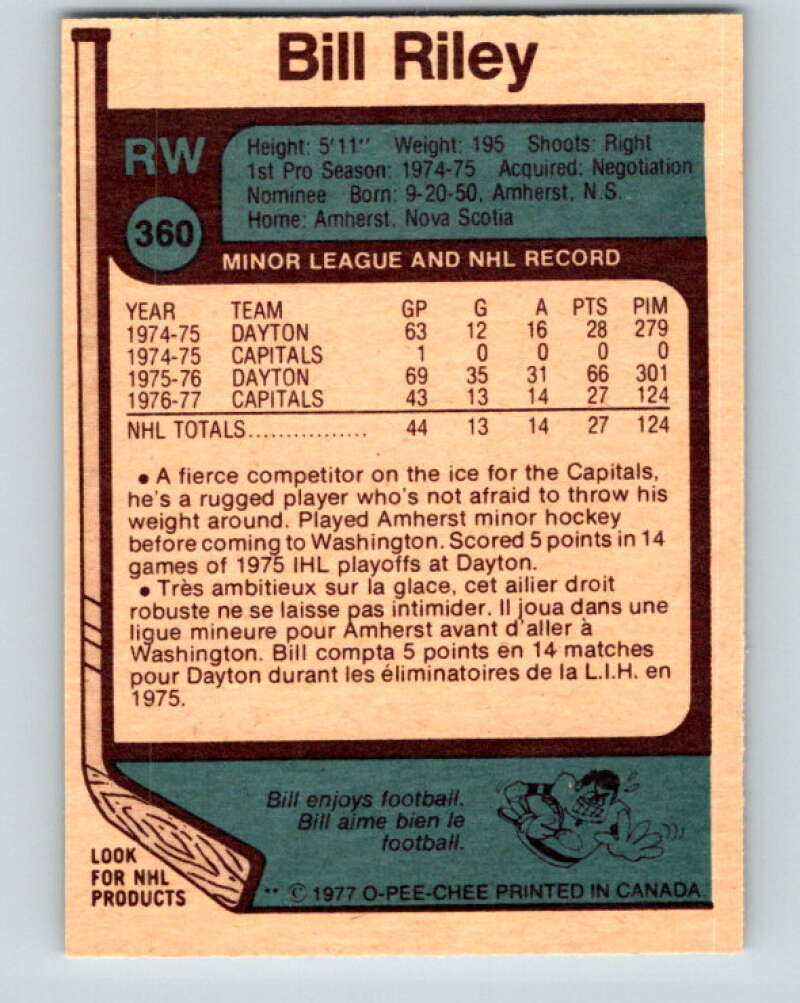 Bill Riley
RW
360
Height: 5'11" Weight: 195 Shoots: Right
1st Pro Season: 1974-75 Acquired: Negotiation
Nominee Born: 9-20-50, Amherst, N.S.
Home: Amherst, Nova Scotia
MINOR LEAGUE AND NHL RECORD
YEAR TEAM GP G A PTS PIM
1974-75 DAYTON 63 12 16 28 279
1974-75 CAPITALS 1 0 0 0 0
1975-76 DAYTON 69 35 31 66 301
1976-77 CAPITALS 43 13 14 27 124
NHL TOTALS................ 44 13 14 27 124
• A fierce competitor on the ice for the Capitals,
he's a rugged player who's not afraid to throw his
weight around. Played Amherst minor hockey
before coming to Washington. Scored 5 points in 14
games of 1975 IHL playoffs at Dayton.
• Très ambitieux sur la glace, cet ailier droit
robuste ne se laisse pas intimider. Il joua dans une
ligue mineure pour Amherst avant d'aller à
Washington. Bill compta 5 points en 14 matches
pour Dayton durant les éliminatoires de la L.I.H. en
1975.
Bill enjoys football.
Bill aime bien le
football.
LOOK
FOR NHL
PRODUCTS
** © 1977 O-PEE-CHEE PRINTED IN CANADA